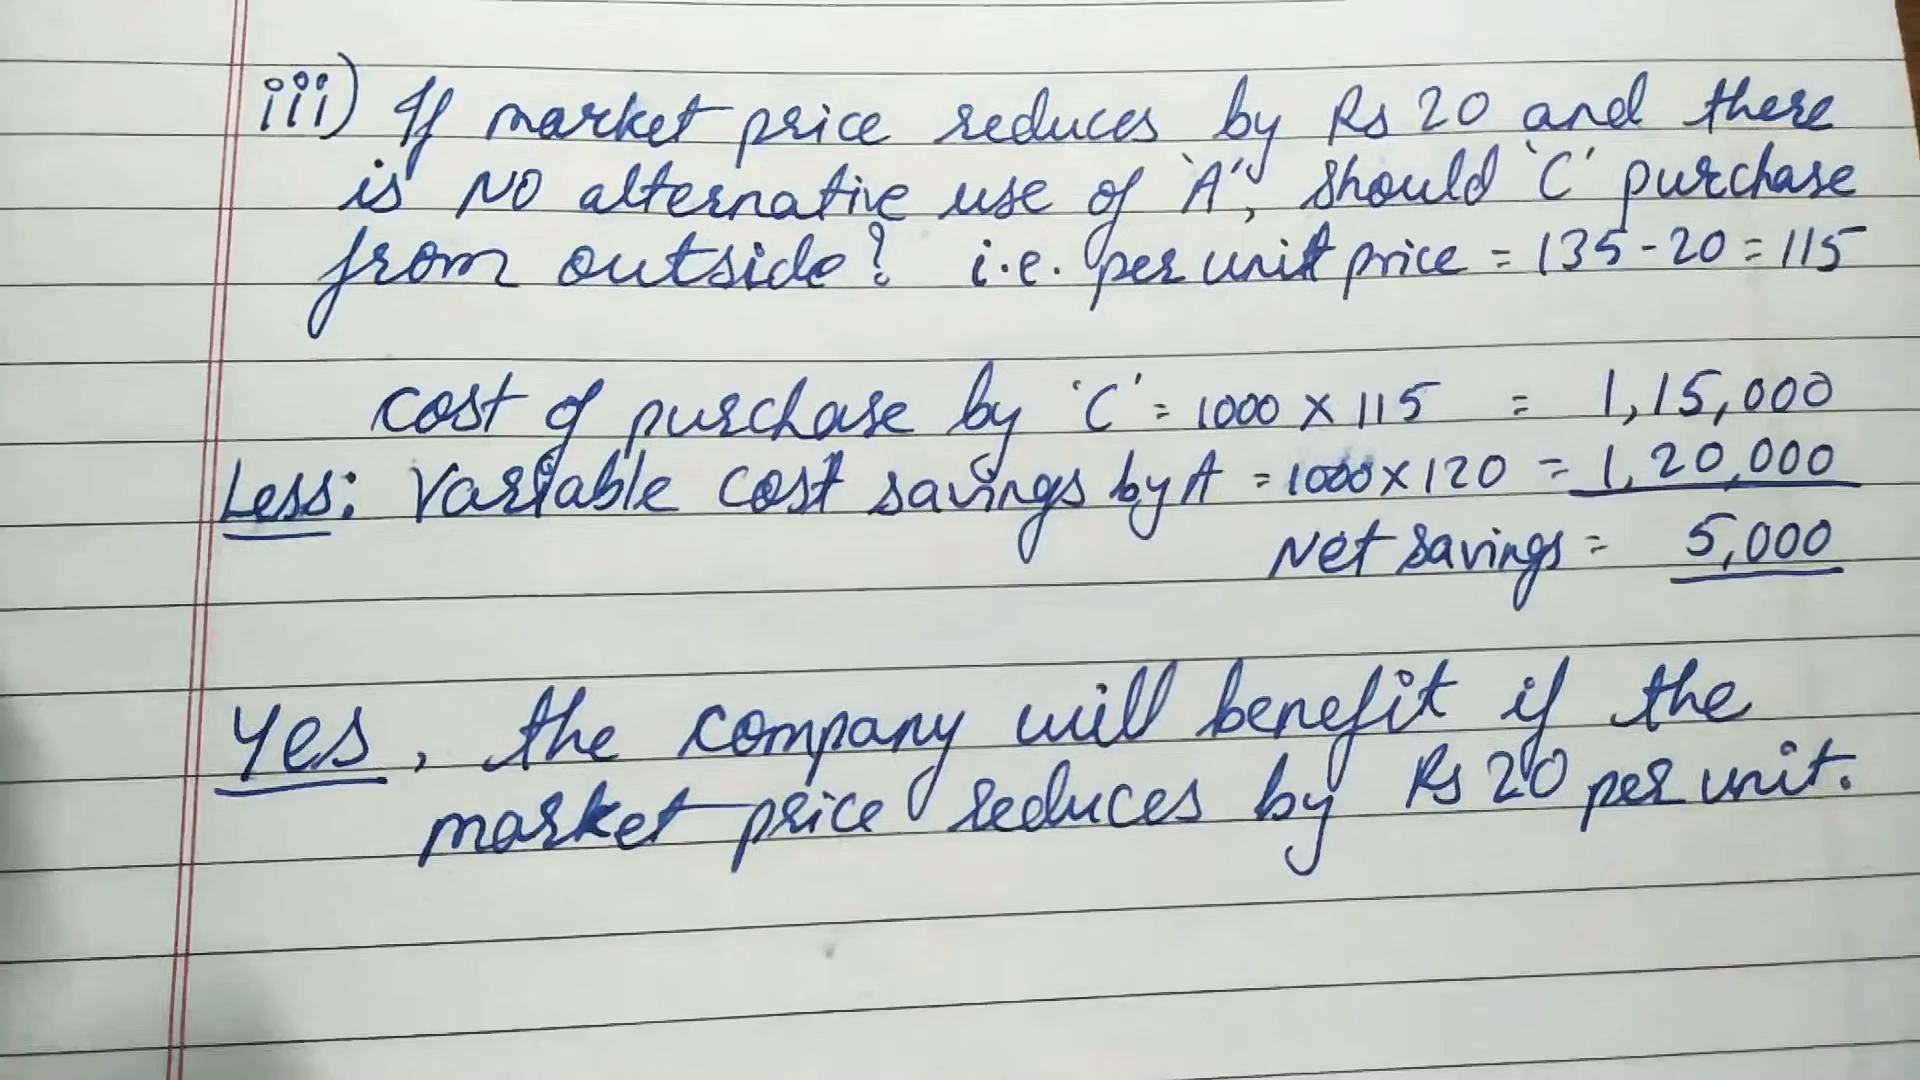 iii) If market price reduces by Rs 20 and there
is NO alternative use of 'A', should 'C' purchase
from outside? i.e. per unit price = 135 - 20 = 115
Cost of purchase by 'C' = 1000 x 115 = 1,15,000
Less: Variable cost savings by A = 1000 x 120 = 1,20,000
Net savings = 5,000
Yes, the company will benefit if the
market price reduces by Rs 20 per unit.